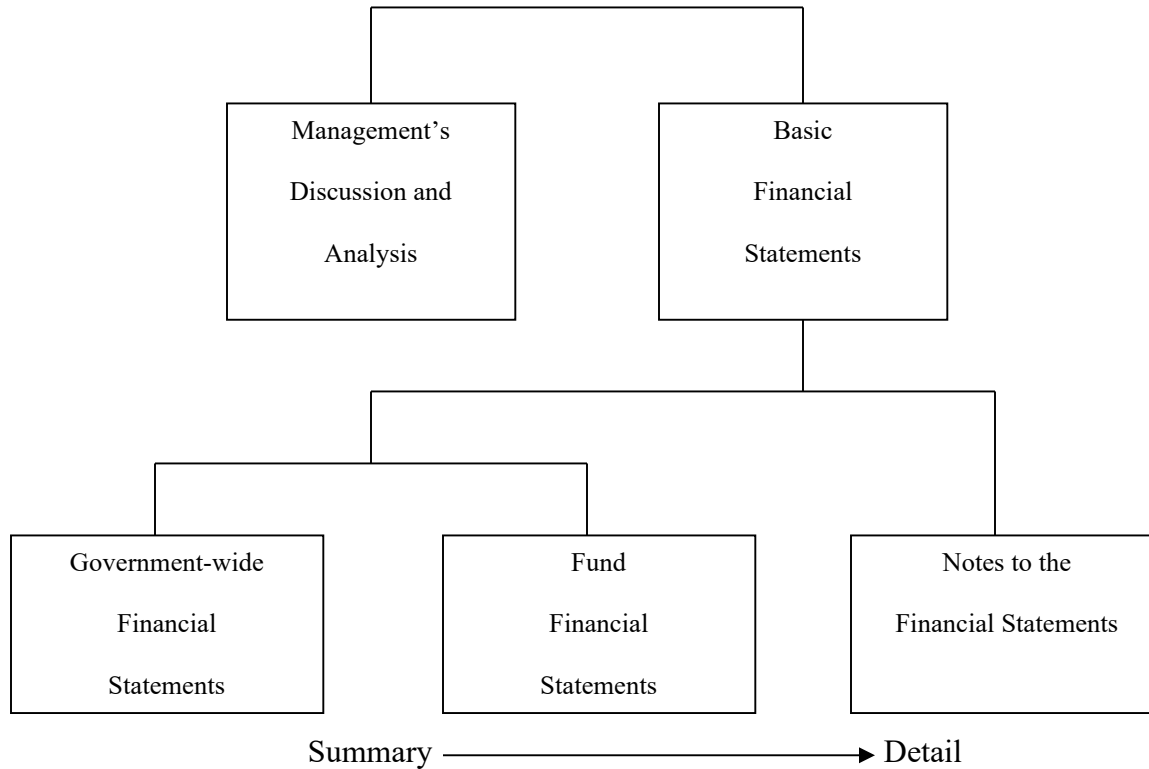 Management’s
Discussion and
Analysis
Basic
Financial
Statements
Government-wide
Financial
Statements
Fund
Financial
Statements
Notes to the
Financial Statements
Summary
Detail